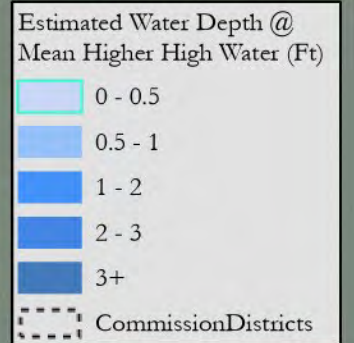 Estimated Water Depth @
Mean Higher High Water (Ft)
0 - 0.5
0.5 - 1
1 - 2
2 - 3
3+
CommissionDistricts